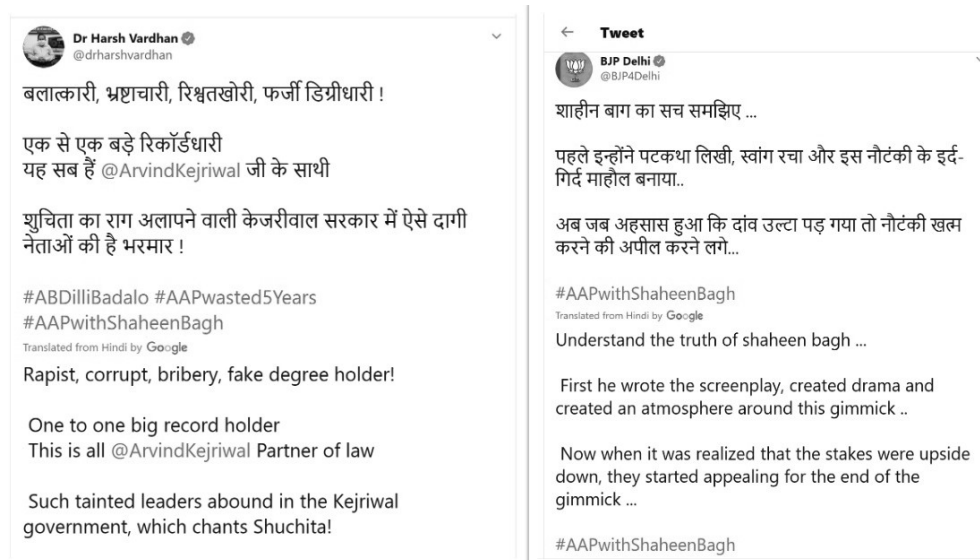 Dr Harsh Vardhan
@drharshvardhan
बलात्कारी, भ्रष्टाचारी, रिश्वतखोरी, फर्जी डिग्रीधारी !
एक से एक बड़े रिकॉर्डधारी
यह सब हैं @ArvindKejriwal जी के साथी
शुचिता का राग अलापने वाली केजरीवाल सरकार में ऐसे दागी
नेताओं की है भरमार !
#ABDilliBadalo #AAPwasted5Years
#AAPwithShaheenBagh
Translated from Hindi by Google
Rapist, corrupt, bribery, fake degree holder!
One to one big record holder
This is all @ArvindKejriwal Partner of law
Such tainted leaders abound in the Kejriwal
government, which chants Shuchita!
Tweet
BJP Delhi
@BJP4Delhi
शाहीन बाग का सच समझिए ...
पहले इन्होंने पटकथा लिखी, स्वांग रचा और इस नौटंकी के इर्द-
गिर्द माहौल बनाया..
अब जब अहसास हुआ कि दांव उल्टा पड़ गया तो नौटंकी खत्म
करने की अपील करने लगे...
#AAPwithShaheenBagh
Translated from Hindi by Google
Understand the truth of shaheen bagh ...
First he wrote the screenplay, created drama and
created an atmosphere around this gimmick ..
Now when it was realized that the stakes were upside
down, they started appealing for the end of the
gimmick ...
#AAPwithShaheenBagh